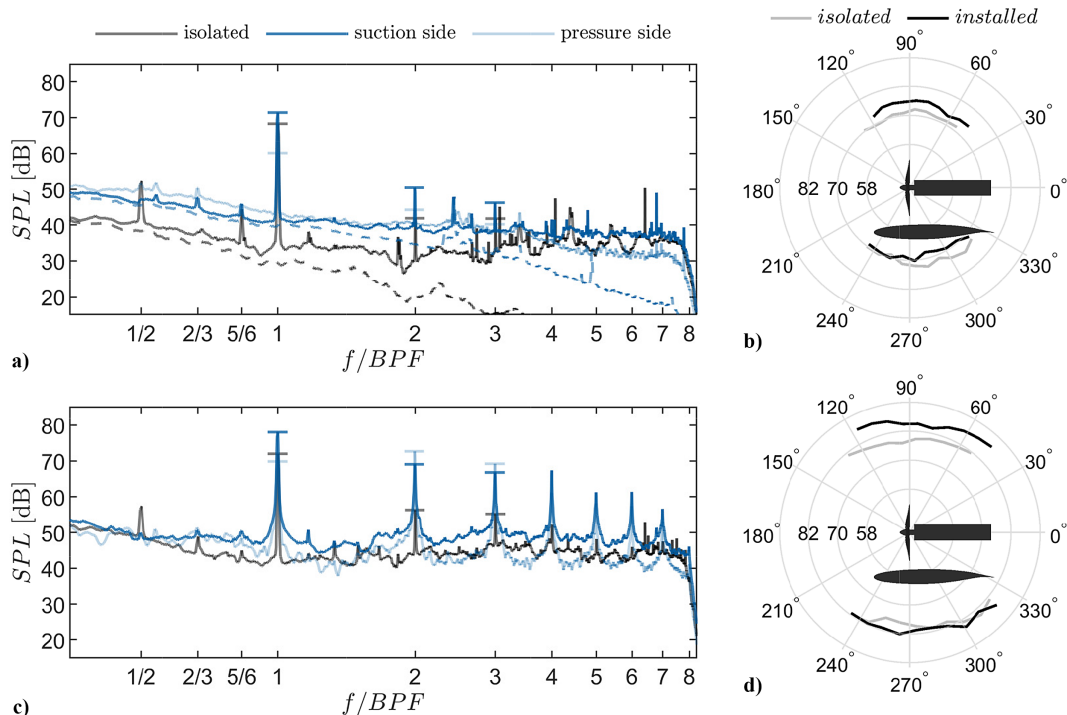 isolated suction side pressure side
80
70
60
50
40
30
20
SPL [dB]
1/2 2/3 5/6 1 2 3 4 5 6 7 8
f/BPF
a)
isolated installed
90°
120° 60°
150° 30°
180° 82 70 58 0°
210° 330°
240° 300°
270°
b)
80
70
60
50
40
30
20
SPL [dB]
1/2 2/3 5/6 1 2 3 4 5 6 7 8
f/BPF
c)
90°
120° 60°
150° 30°
180° 82 70 58 0°
210° 330°
240° 300°
270°
d)